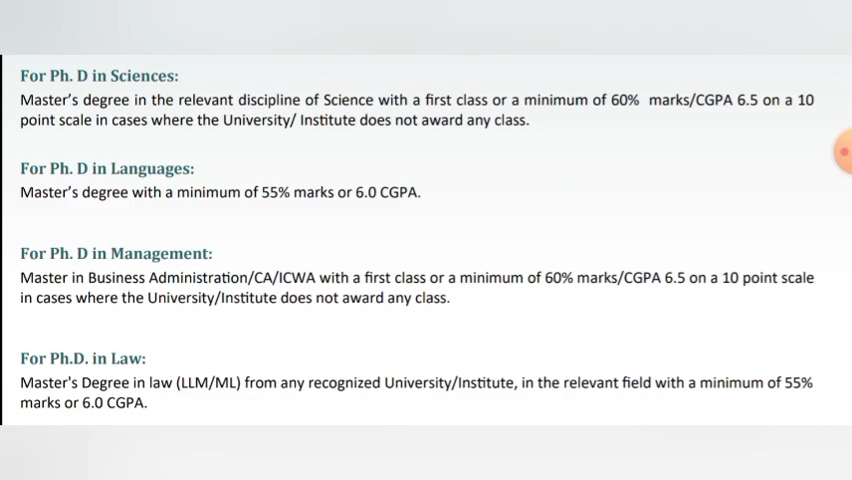 For Ph. D in Sciences:
Master's degree in the relevant discipline of Science with a first class or a minimum of 60% marks/CGPA 6.5 on a 10
point scale in cases where the University/ Institute does not award any class.
For Ph. D in Languages:
Master's degree with a minimum of 55% marks or 6.0 CGPA.
For Ph. D in Management:
Master in Business Administration/CA/ICWA with a first class or a minimum of 60% marks/CGPA 6.5 on a 10 point scale
in cases where the University/Institute does not award any class.
For Ph.D. in Law:
Master's Degree in law (LLM/ML) from any recognized University/Institute, in the relevant field with a minimum of 55%
marks or 6.0 CGPA.